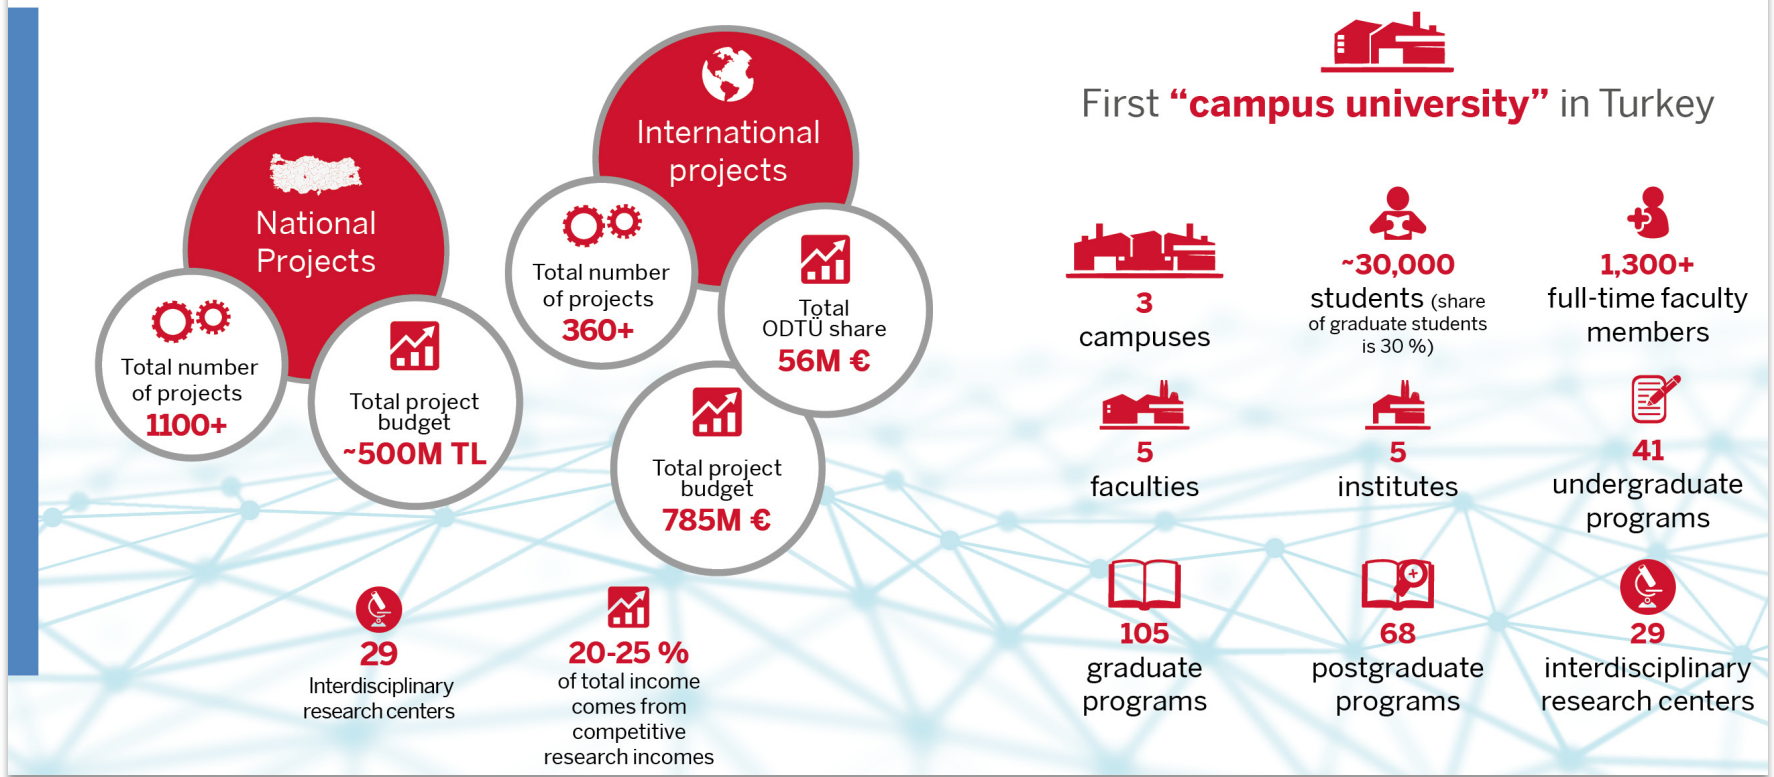 National
Projects
Total number
of projects
1100+
Total project
budget
~500M TL
International
projects
Total number
of projects
360+
Total
ODTÜ share
56M €
Total project
budget
785M €
29
Interdisciplinary
research centers
20-25 %
of total income
comes from
competitive
research incomes
First “campus university” in Turkey
3
campuses
~30,000
students (share
of graduate students
is 30 %)
1,300+
full-time faculty
members
5
faculties
5
institutes
41
undergraduate
programs
105
graduate
programs
68
postgraduate
programs
29
interdisciplinary
research centers